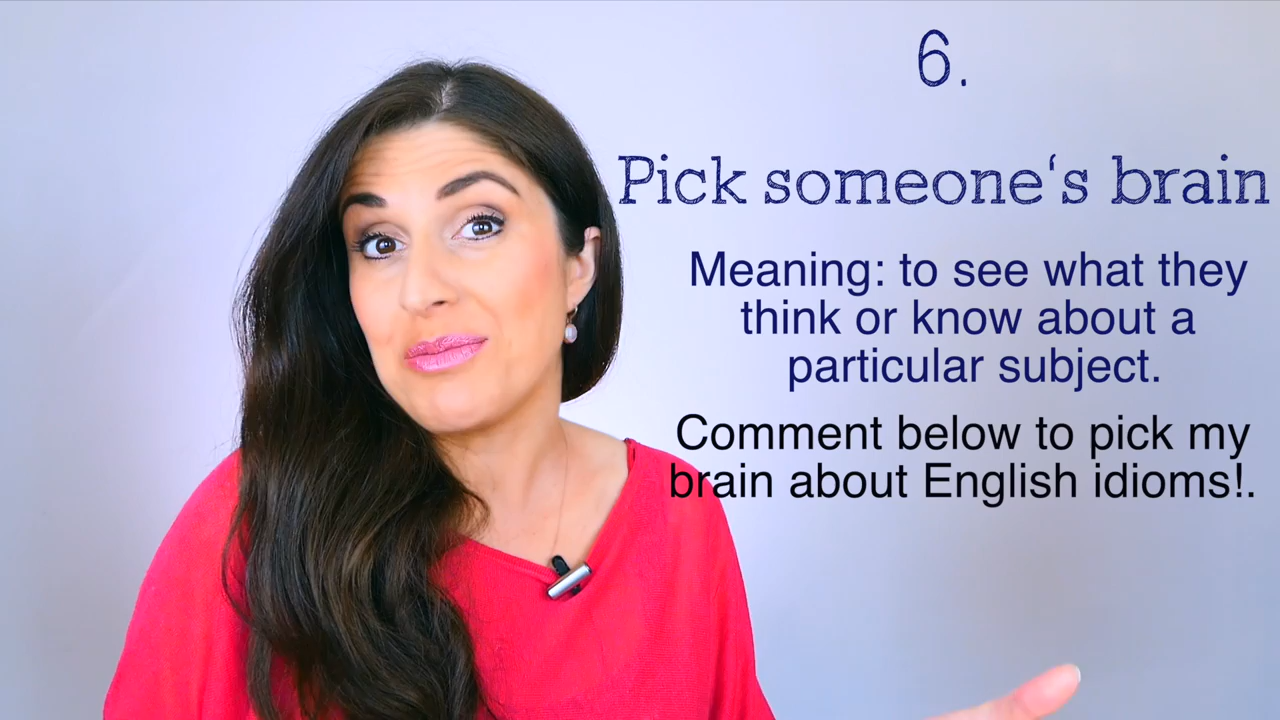 6.
Pick someone‘s brain
Meaning: to see what they
think or know about a
particular subject.
Comment below to pick my
brain about English idioms!.